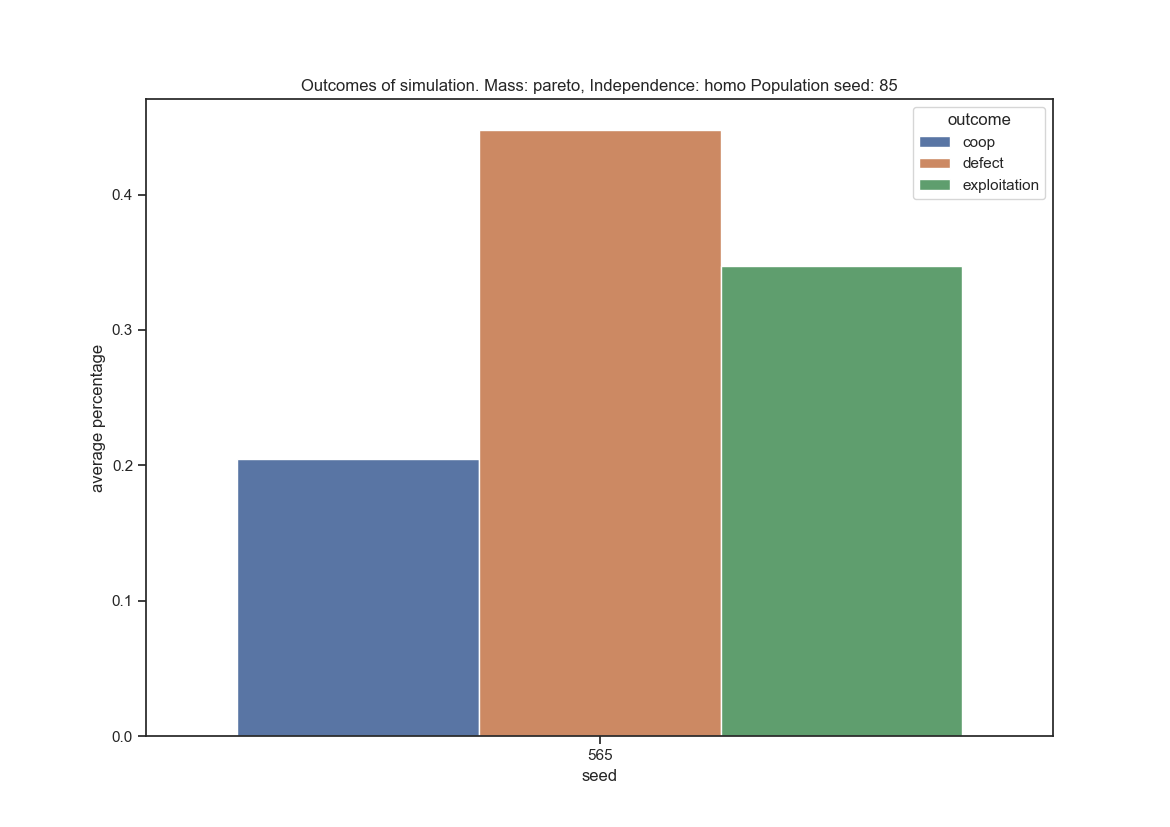 Outcomes of simulation. Mass: pareto, Independence: homo Population seed: 85
outcome
coop
defect
exploitation
average percentage
0.4
0.3
0.2
0.1
0.0
565
seed